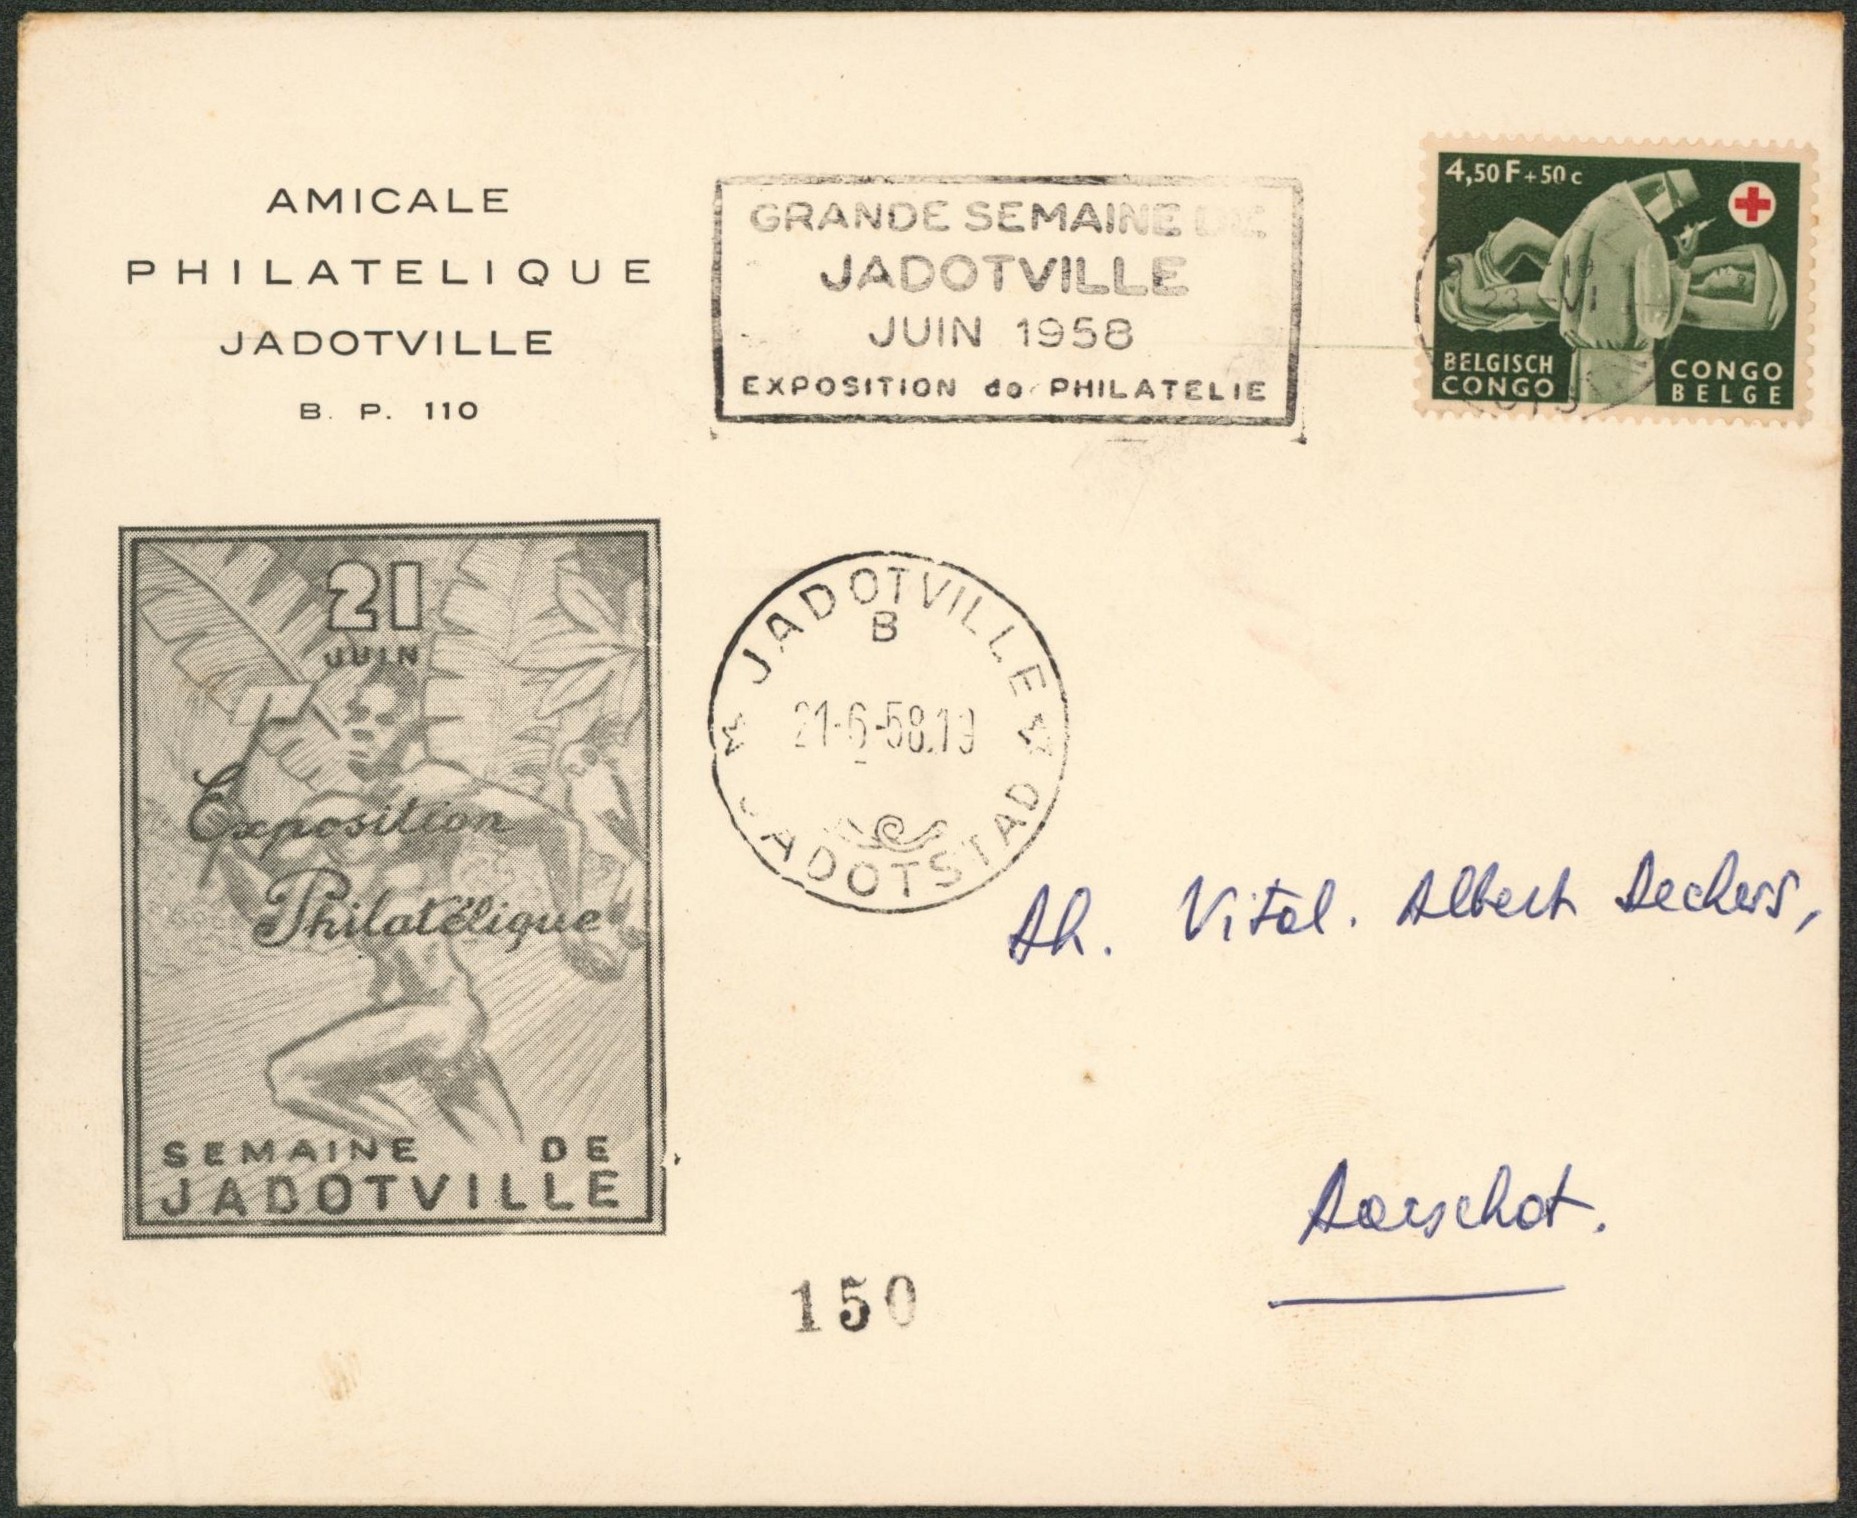 AMICALE
PHILATELIQUE
JADOTVILLE
B. P. 110
GRANDE SEMAINE DE
JADOTVILLE
JUIN 1958
EXPOSITION de PHILATELIE
4,50 F + 50 c
BELGISCH CONGO
CONGO BELGE
21
JUIN
Exposition
Philatélique
SEMAINE DE
JADOTVILLE
JADOTVILLE
B
21-6-58.19
JADOTSTAD
Vital. Albert Deckers,
Aarschot.
150